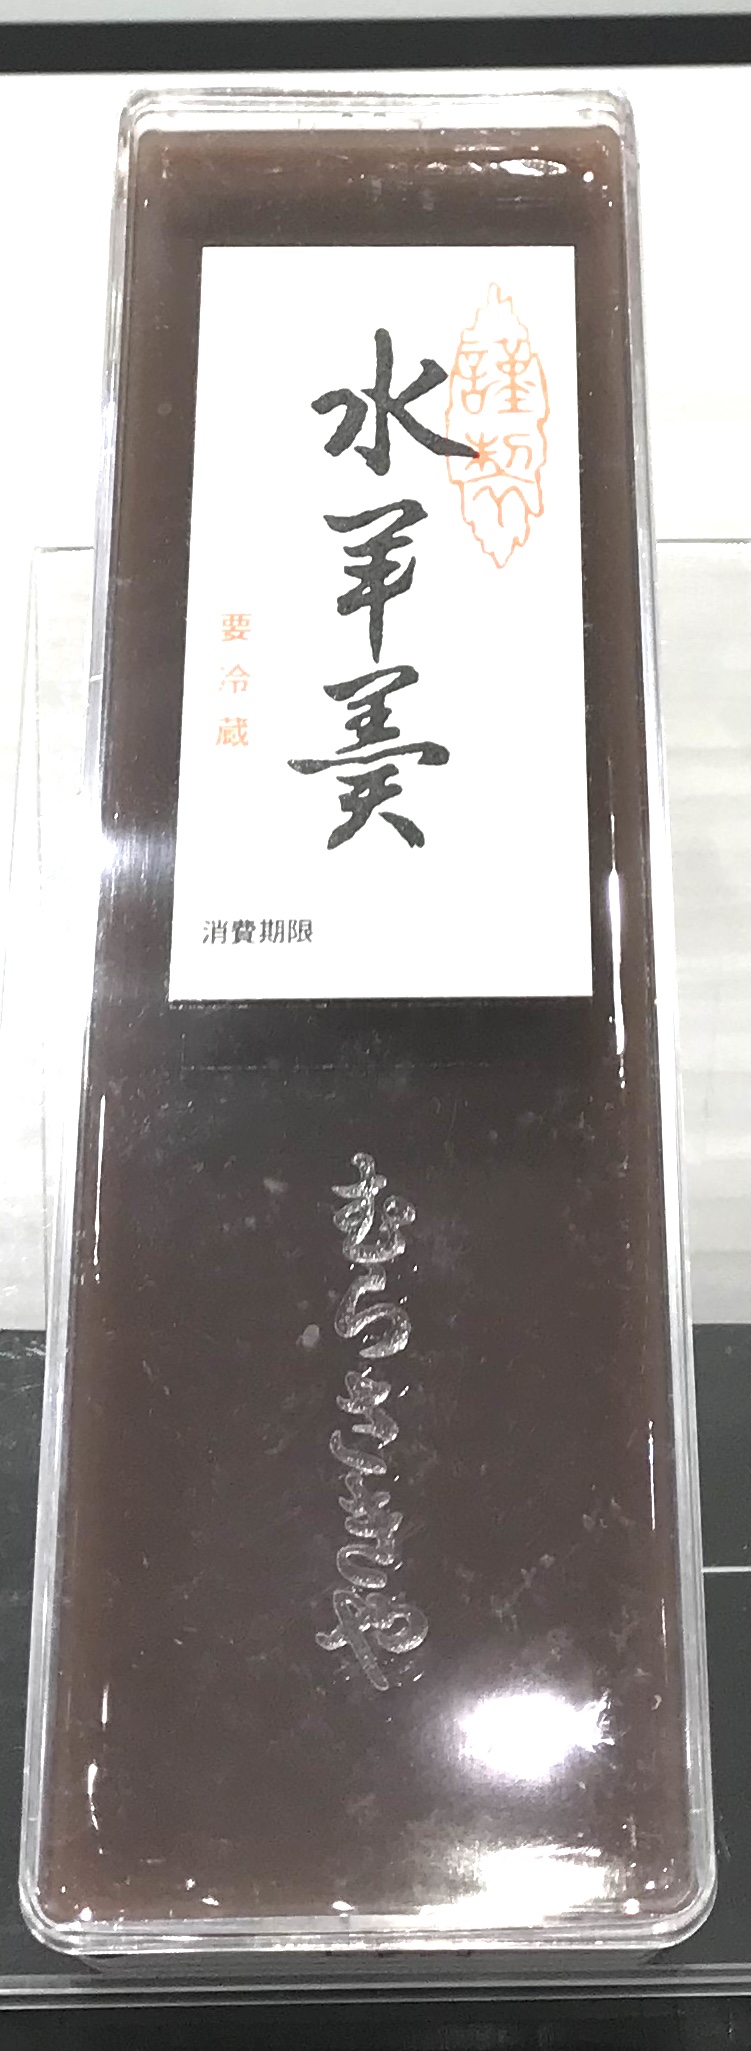 謹製
水羊羹
要冷蔵
消費期限
むらさきや